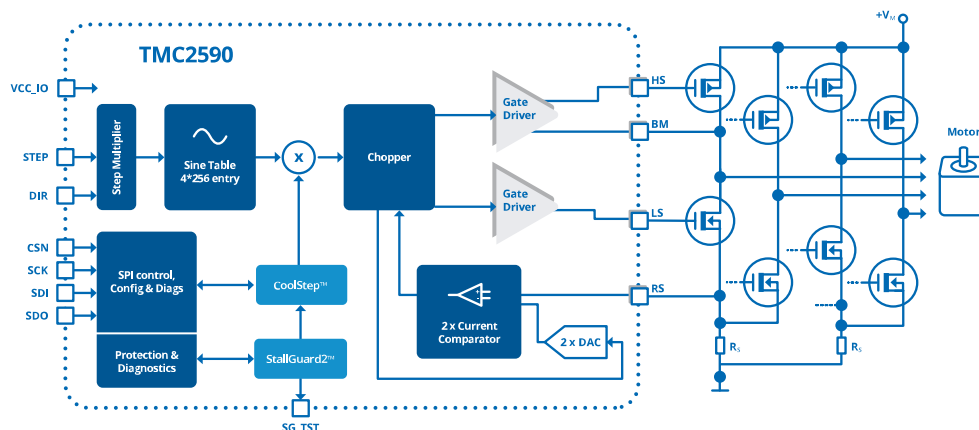 TMC2590
+VM
VCC_IO
HS
Gate
Driver
BM
Motor
STEP
Step Multiplier
Sine Table
4*256 entry
x
Chopper
DIR
Gate
Driver
LS
CSN
SCK
SDI
SDO
SPI control,
Config & Diags
CoolStep™
RS
2 x Current
Comparator
2 x DAC
RS
RS
Protection &
Diagnostics
StallGuard2™
SG_TST